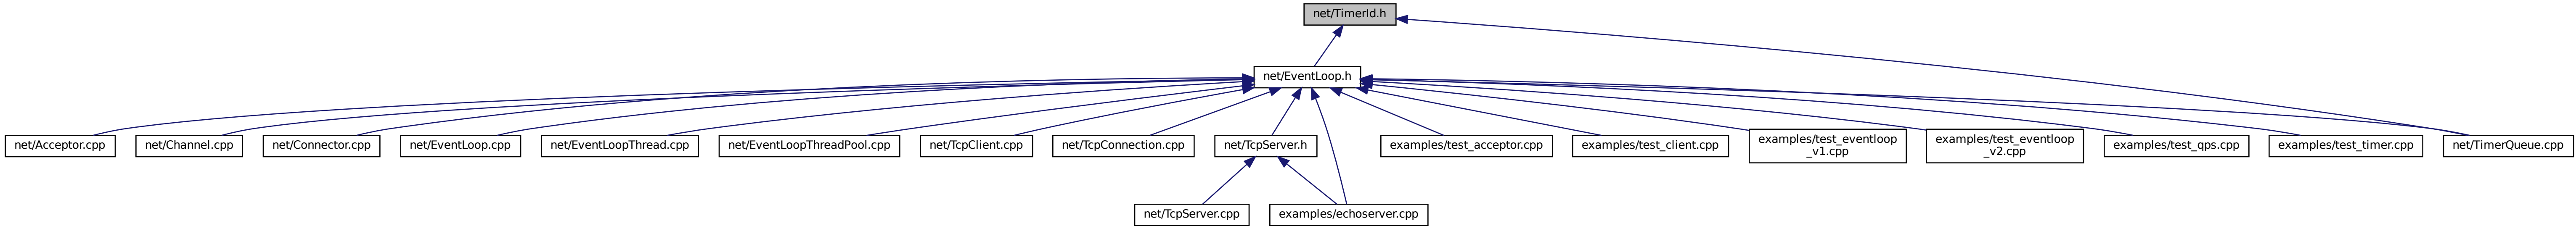 net/TimerId.h
net/EventLoop.h
net/Acceptor.cpp
net/Channel.cpp
net/Connector.cpp
net/EventLoop.cpp
net/EventLoopThread.cpp
net/EventLoopThreadPool.cpp
net/TcpClient.cpp
net/TcpConnection.cpp
net/TcpServer.h
examples/test_acceptor.cpp
examples/test_client.cpp
examples/test_eventloop
_v1.cpp
examples/test_eventloop
_v2.cpp
examples/test_qps.cpp
examples/test_timer.cpp
net/TimerQueue.cpp
net/TcpServer.cpp
examples/echoserver.cpp